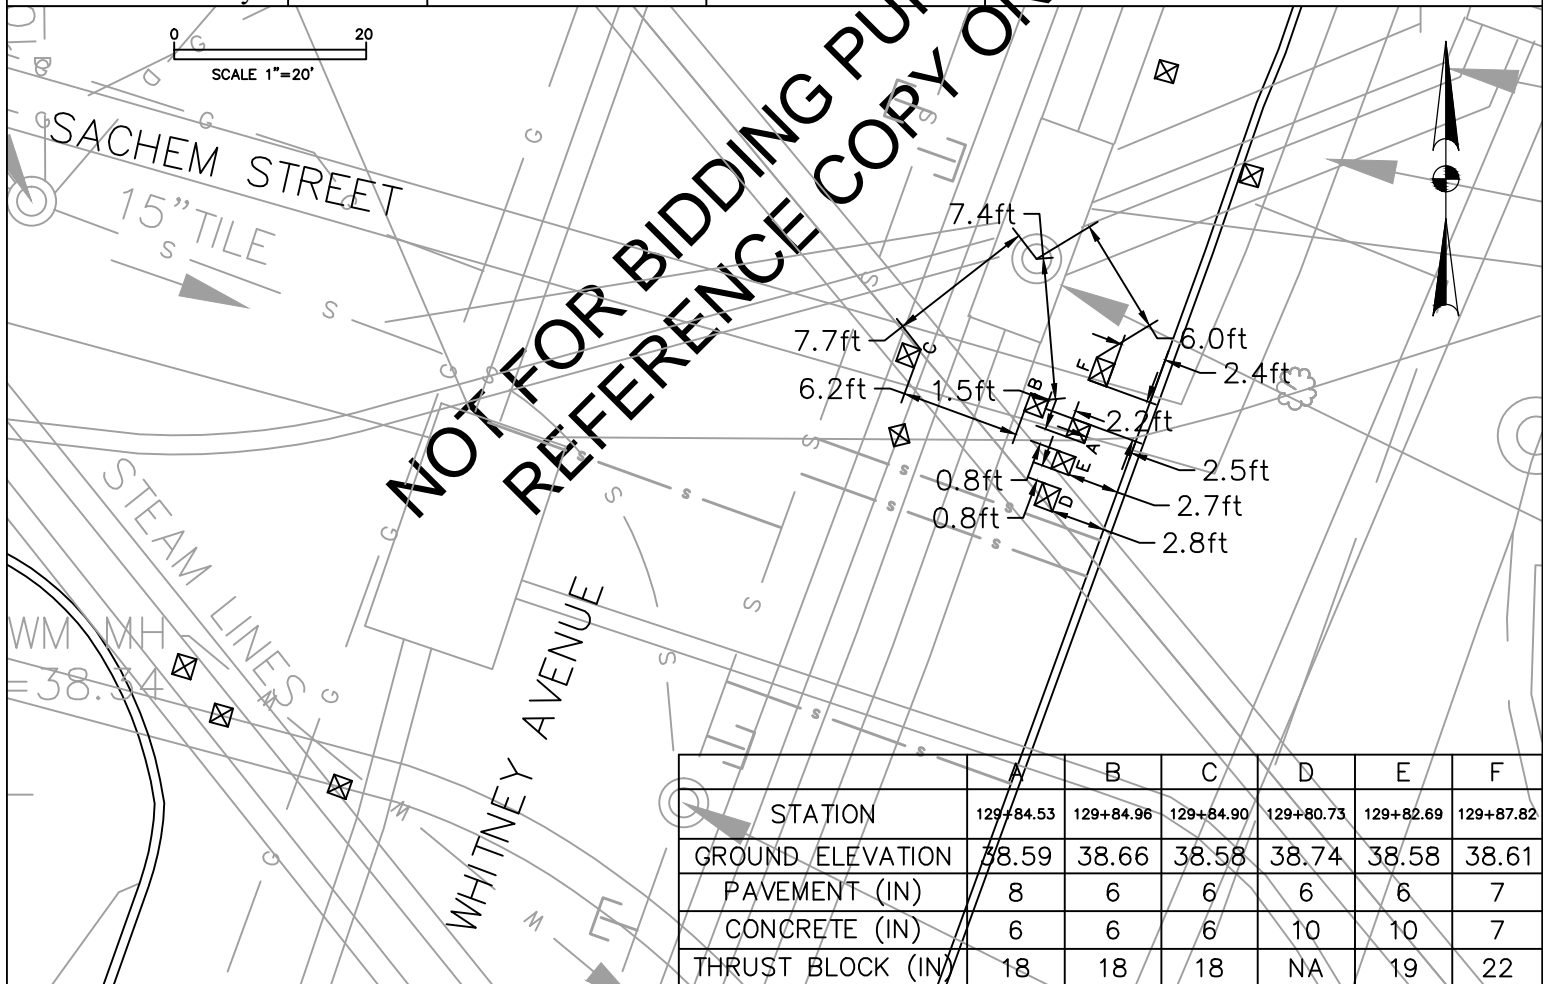 0 20
SCALE 1"=20'
SACHEM STREET
15" TILE
NOT FOR BIDDING
REFERENCE COPY
7.4ft
7.7ft
6.0ft
2.4ft
6.2ft
1.5ft
2.2ft
0.8ft
2.5ft
0.8ft
2.7ft
2.8ft
C
F
B
A
E
D
STEAM LINES
WM MH
=38.34
WHITNEY AVENUE
A B C D E F
STATION 129+84.53 129+84.96 129+84.90 129+80.73 129+82.69 129+87.82
GROUND ELEVATION 38.59 38.66 38.58 38.74 38.58 38.61
PAVEMENT (IN) 8 6 6 6 6 7
CONCRETE (IN) 6 6 6 10 10 7
THRUST BLOCK (IN) 18 18 18 NA 19 22